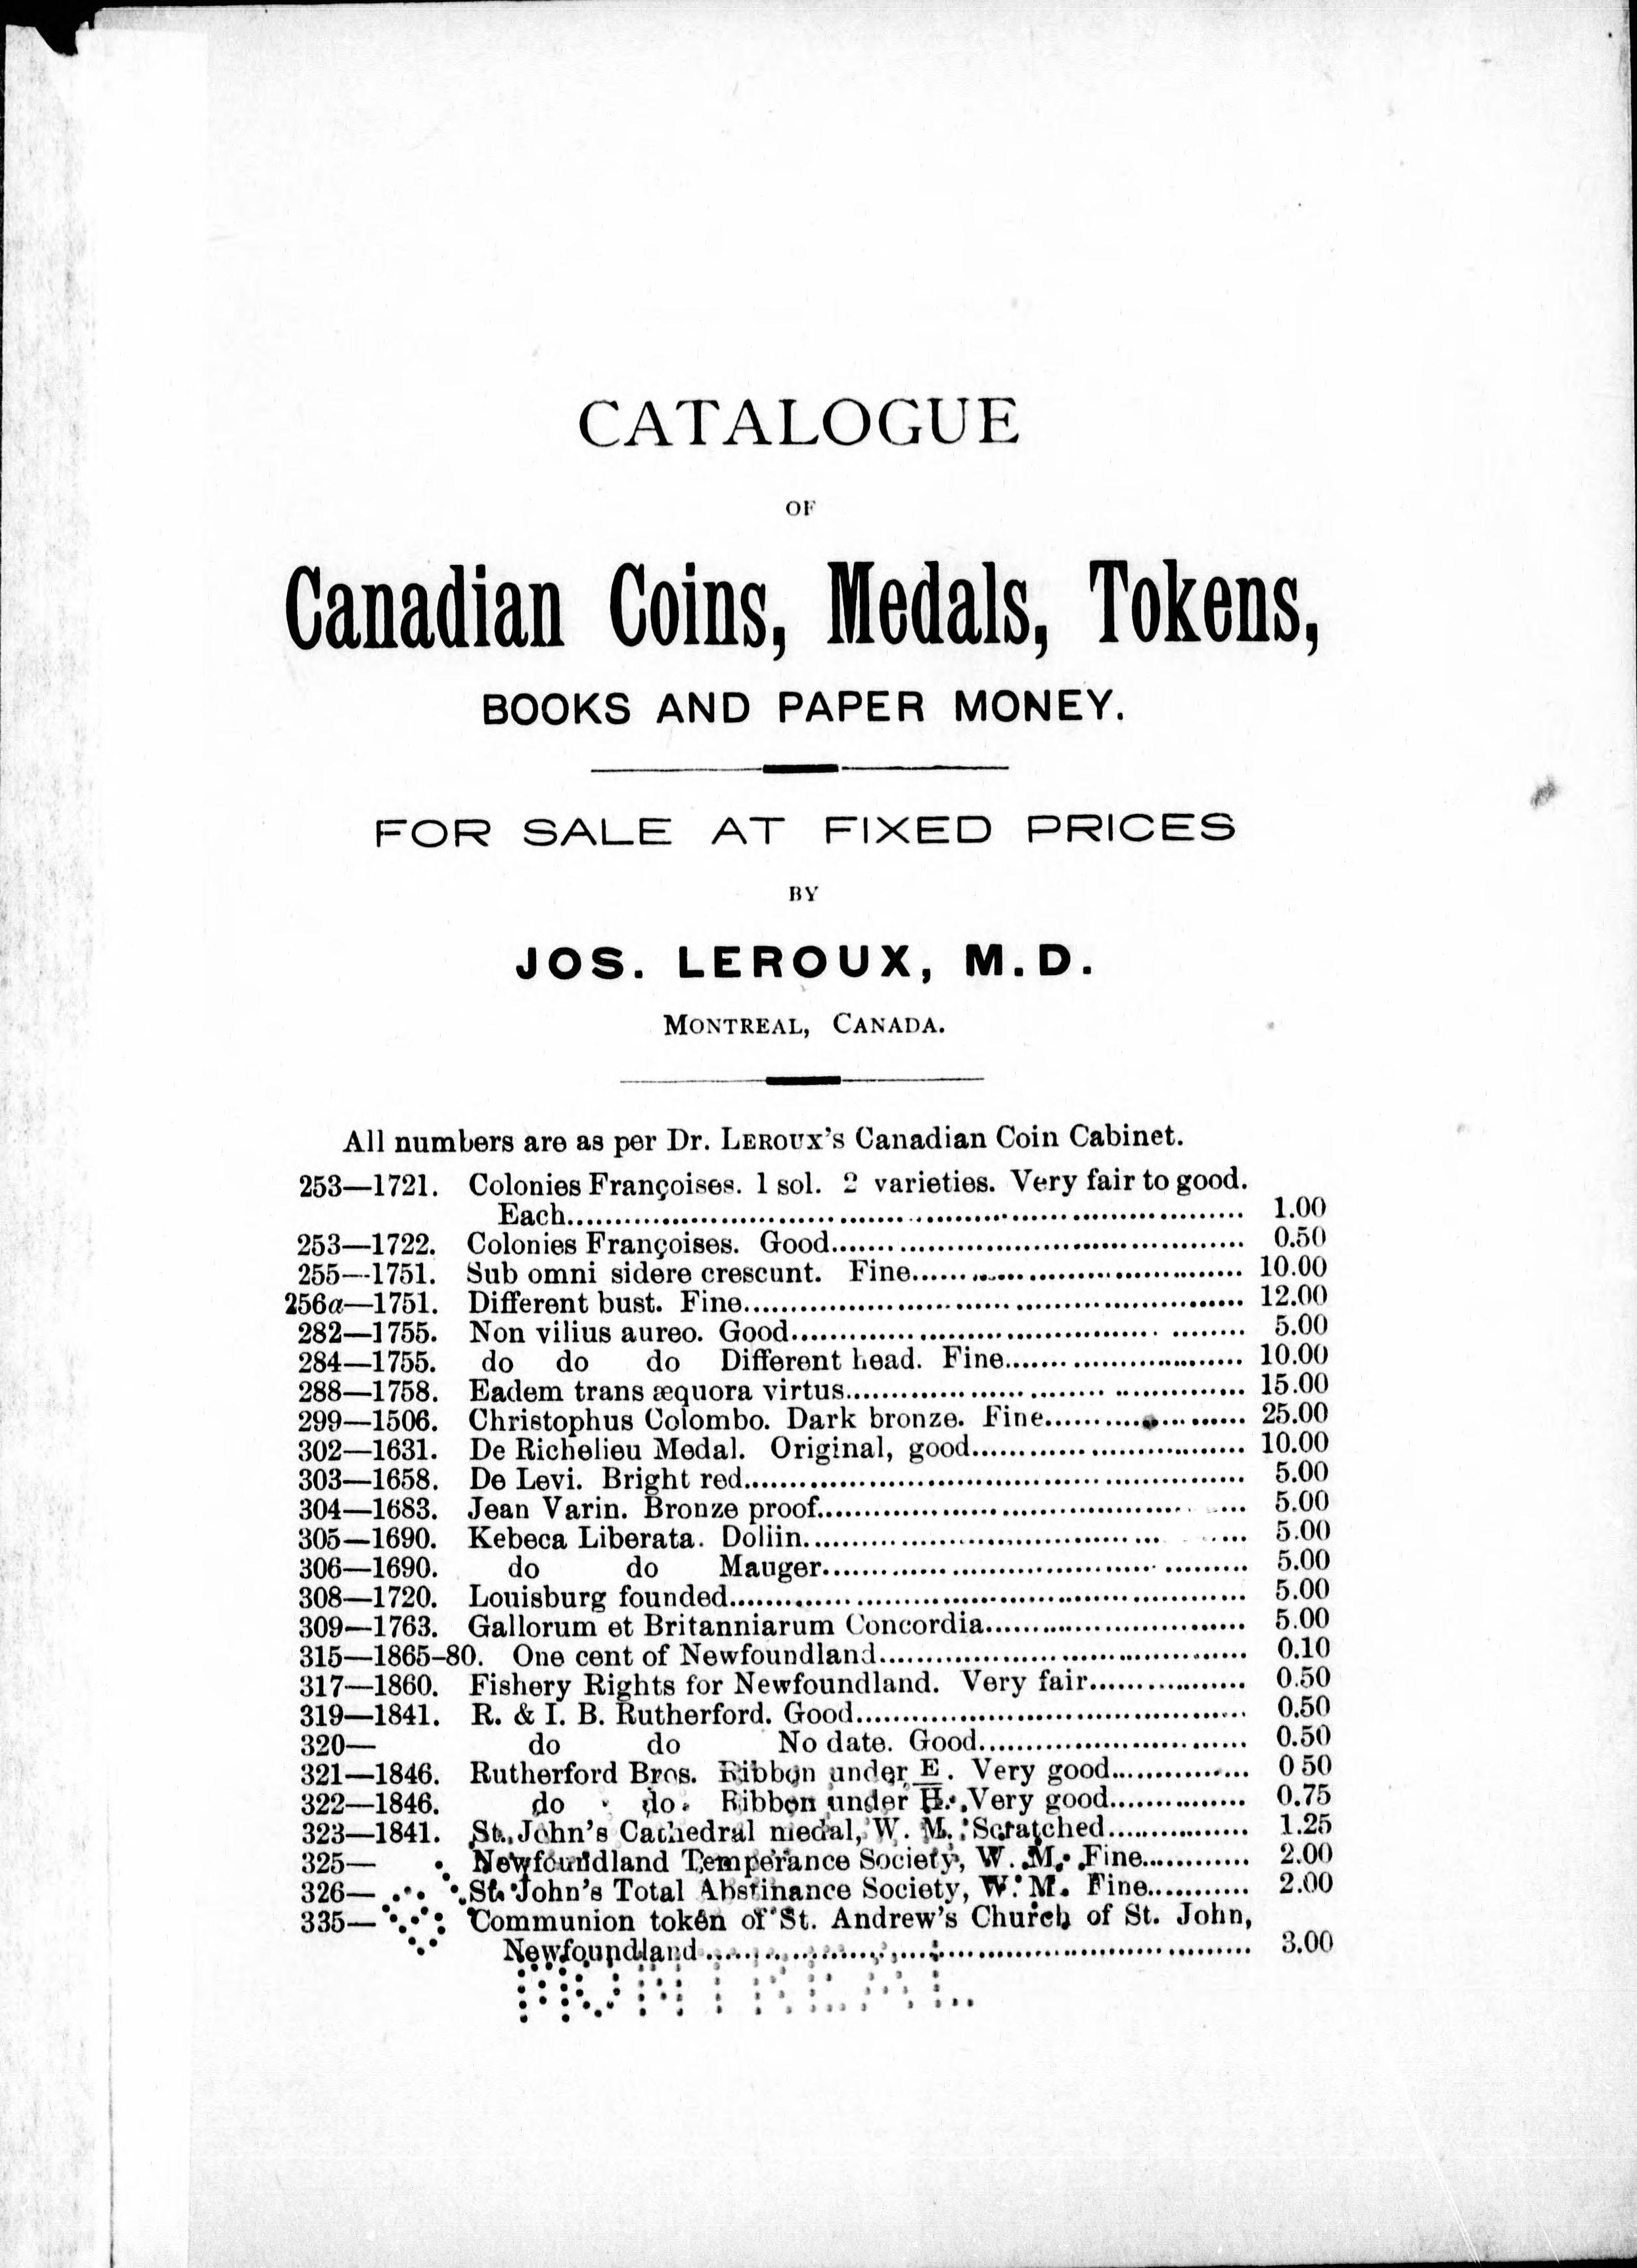 CATALOGUE
OF
Canadian Coins, Medals, Tokens,
BOOKS AND PAPER MONEY.
FOR SALE AT FIXED PRICES
BY
JOS. LEROUX, M.D.
MONTREAL, CANADA.
All numbers are as per Dr. LEROUX'S Canadian Coin Cabinet.
253—1721. Colonies Françoises. 1 sol. 2 varieties. Very fair to good.
Each.................... 1.00
253—1722. Colonies Françoises. Good.................... 0.50
255—1751. Sub omni sidere crescunt. Fine.................... 10.00
256a—1751. Different bust. Fine.................... 12.00
282—1755. Non vilius aureo. Good.................... 5.00
284—1755. do do do Different head. Fine.................... 10.00
288—1758. Eadem trans æquora virtus.................... 15.00
299—1506. Christophus Colombo. Dark bronze. Fine.................... 25.00
302—1631. De Richelieu Medal. Original, good.................... 10.00
303—1658. De Levi. Bright red.................... 5.00
304—1683. Jean Varin. Bronze proof.................... 5.00
305—1690. Kebeca Liberata. Dollin.................... 5.00
306—1690. do do Mauger.................... 5.00
308—1720. Louisburg founded.................... 5.00
309—1763. Gallorum et Britanniarum Concordia.................... 5.00
315—1865-80. One cent of Newfoundland.................... 0.10
317—1860. Fishery Rights for Newfoundland. Very fair.................... 0.50
319—1841. R. & I. B. Rutherford. Good.................... 0.50
320— do do No date. Good.................... 0.50
321—1846. Rutherford Bros. Ribbon under E. Very good.................... 0 50
322—1846. do do. Ribbon under H. Very good.................... 0.75
323—1841. St. John's Cathedral medal, W. M. Scratched.................... 1.25
325— Newfoundland Temperance Society, W. M. Fine.................... 2.00
326— St. John's Total Abstinance Society, W. M. Fine.................... 2.00
335— Communion token of St. Andrew's Church of St. John,
Newfoundland.................... 3.00
MONTREAL